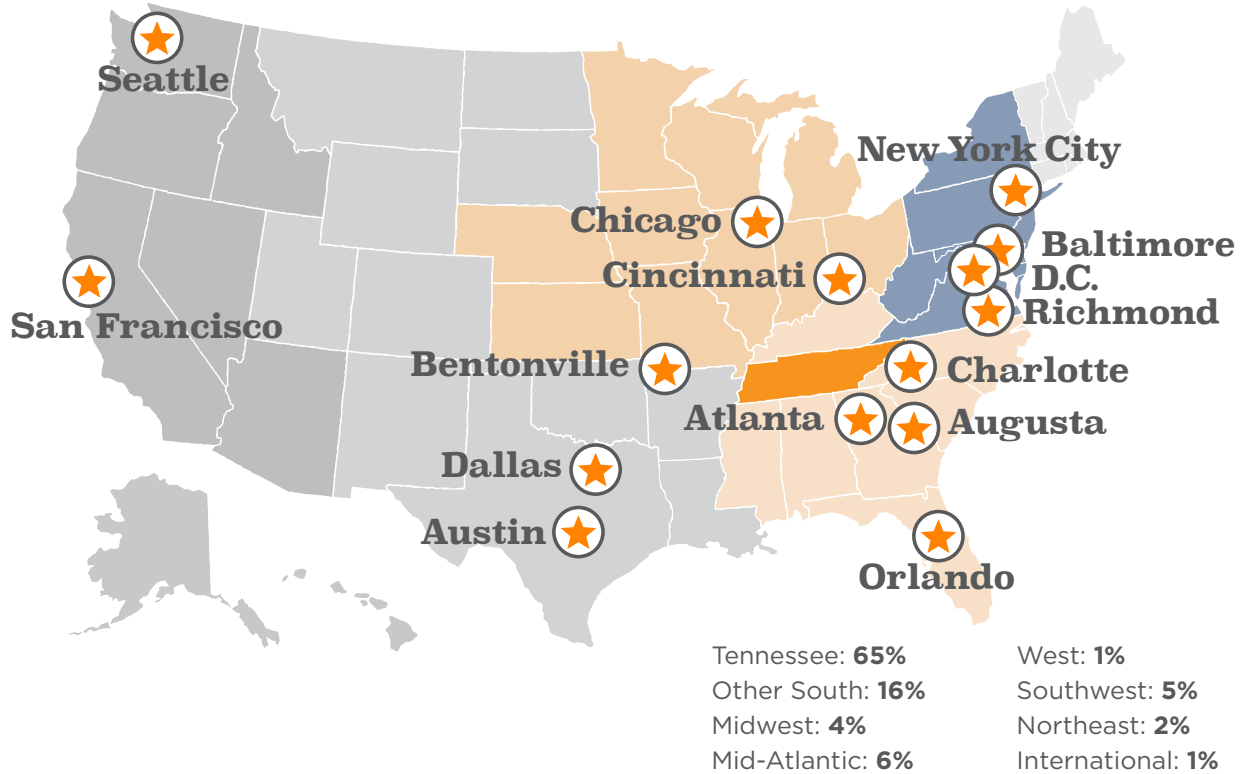 Seattle
New York City
Chicago
Baltimore
Cincinnati
D.C.
Richmond
San Francisco
Bentonville
Charlotte
Atlanta
Augusta
Dallas
Austin
Orlando
Tennessee: 65%
Other South: 16%
Midwest: 4%
Mid-Atlantic: 6%
West: 1%
Southwest: 5%
Northeast: 2%
International: 1%